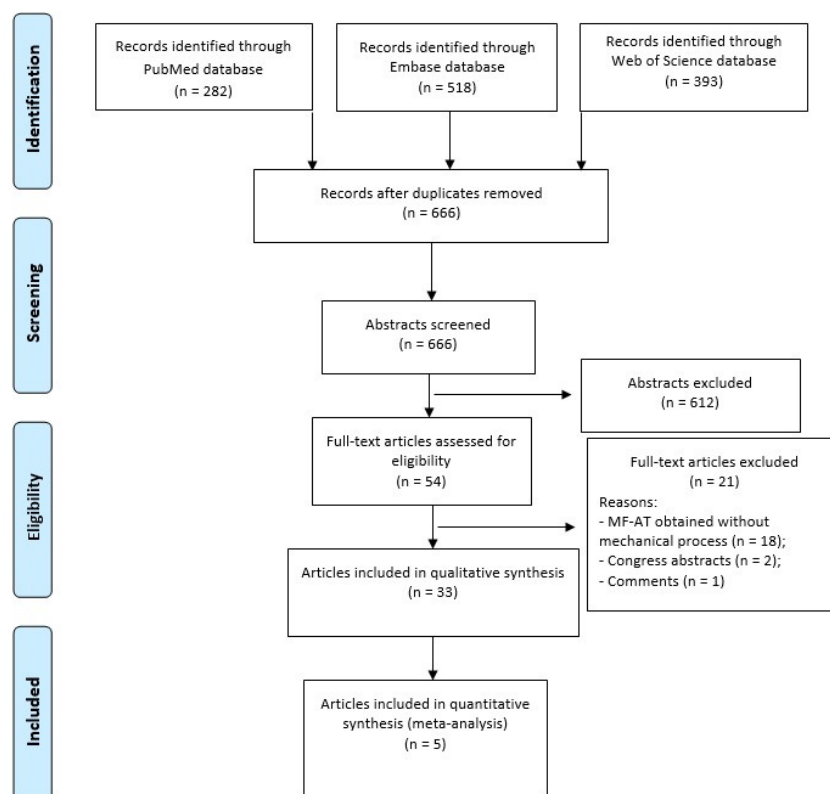 Identification
Records identified through
PubMed database
(n = 282)
Records identified through
Embase database
(n = 518)
Records identified through
Web of Science database
(n = 393)
Records after duplicates removed
(n = 666)
Screening
Abstracts screened
(n = 666)
Abstracts excluded
(n = 612)
Eligibility
Full-text articles assessed for
eligibility
(n = 54)
Full-text articles excluded
(n = 21)
Reasons:
- MF-AT obtained without
mechanical process (n = 18);
- Congress abstracts (n = 2);
- Comments (n = 1)
Articles included in qualitative synthesis
(n = 33)
Included
Articles included in quantitative
synthesis (meta-analysis)
(n = 5)